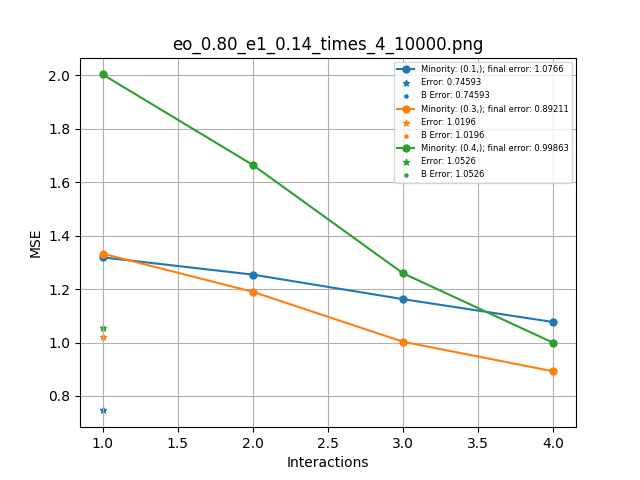 eo_0.80_e1_0.14_times_4_10000.png
Minority: (0.1,); final error: 1.0766
Error: 0.74593
B Error: 0.74593
Minority: (0.3,); final error: 0.89211
Error: 1.0196
B Error: 1.0196
Minority: (0.4,); final error: 0.99863
Error: 1.0526
B Error: 1.0526
MSE
2.0
1.8
1.6
1.4
1.2
1.0
0.8
1.0 1.5 2.0 2.5 3.0 3.5 4.0
Interactions